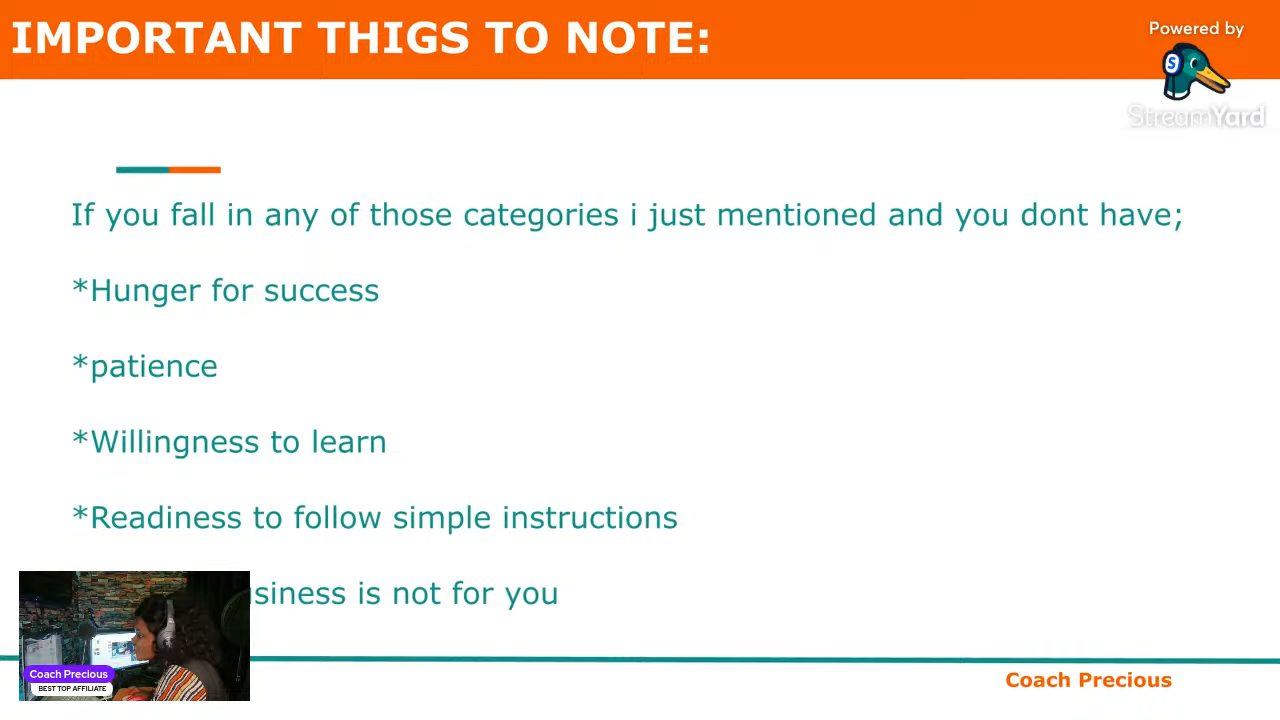 IMPORTANT THIGS TO NOTE:
Powered by
StreamYard
If you fall in any of those categories i just mentioned and you dont have;
*Hunger for success
*patience
*Willingness to learn
*Readiness to follow simple instructions
is not for you
Coach Precious
BEST TOP AFFILIATE
Coach Precious